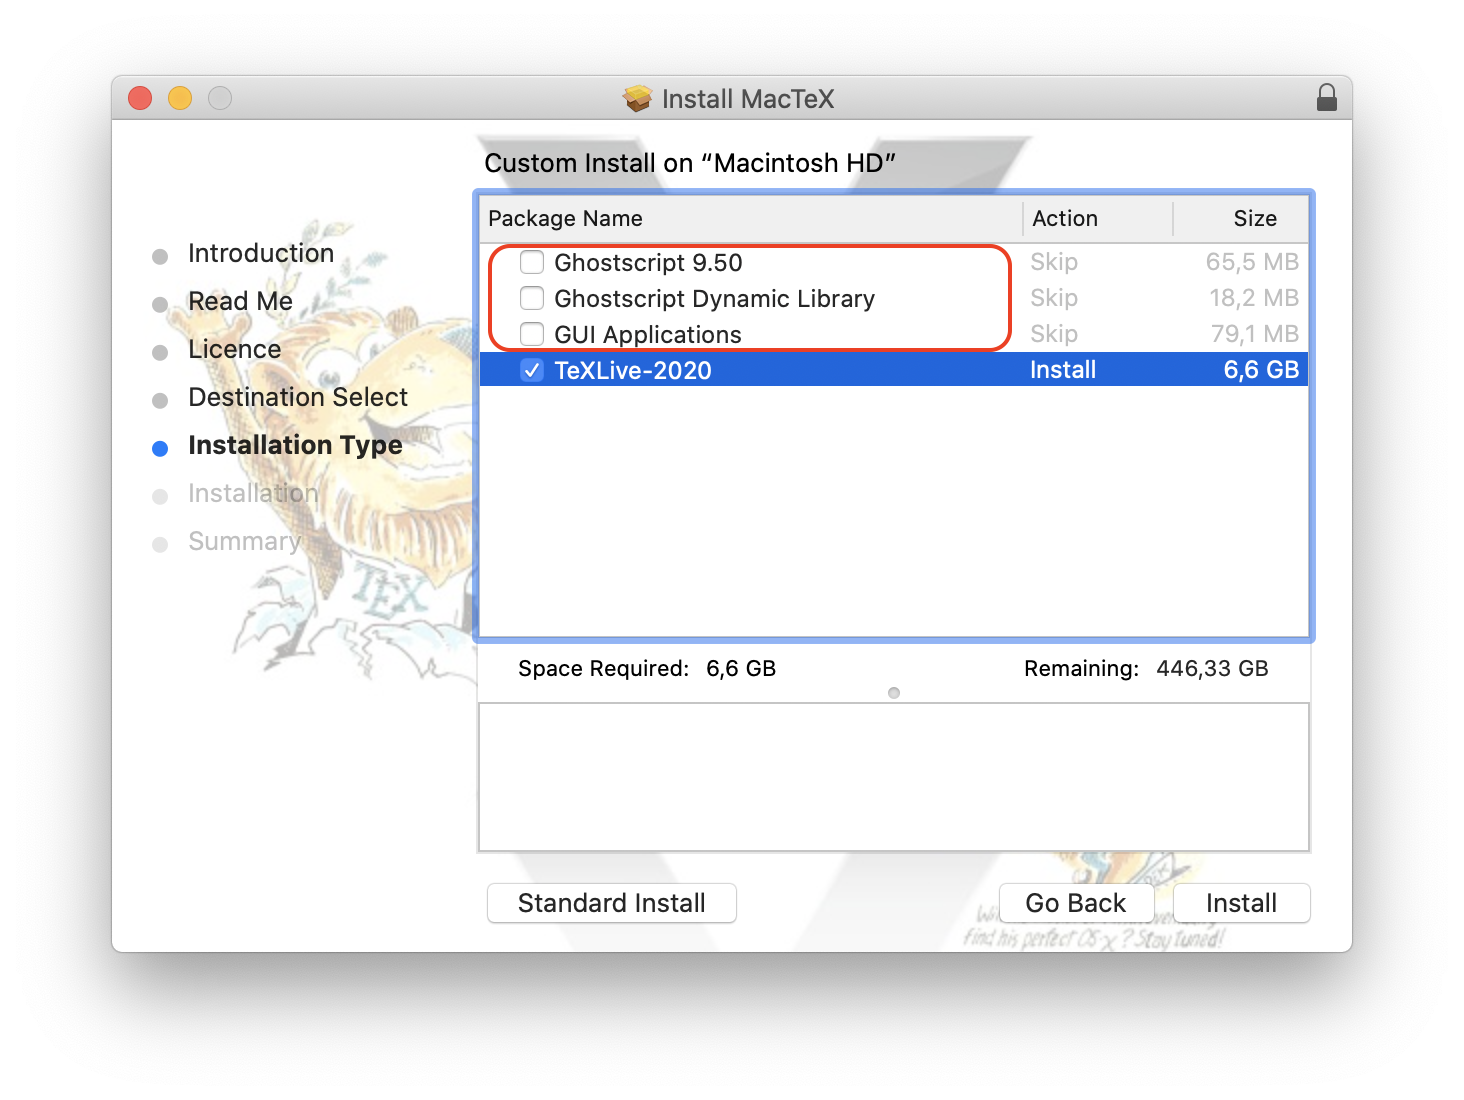 Install MacTeX
Custom Install on “Macintosh HD”
Package Name Action Size
Ghostscript 9.50 Skip 65,5 MB
Ghostscript Dynamic Library Skip 18,2 MB
GUI Applications Skip 79,1 MB
TeXLive-2020 Install 6,6 GB
Introduction
Read Me
Licence
Destination Select
Installation Type
Installation
Summary
TEX
Space Required: 6,6 GB Remaining: 446,33 GB
Standard Install Go Back Install
find his perfect OS-X? Stay tuned!